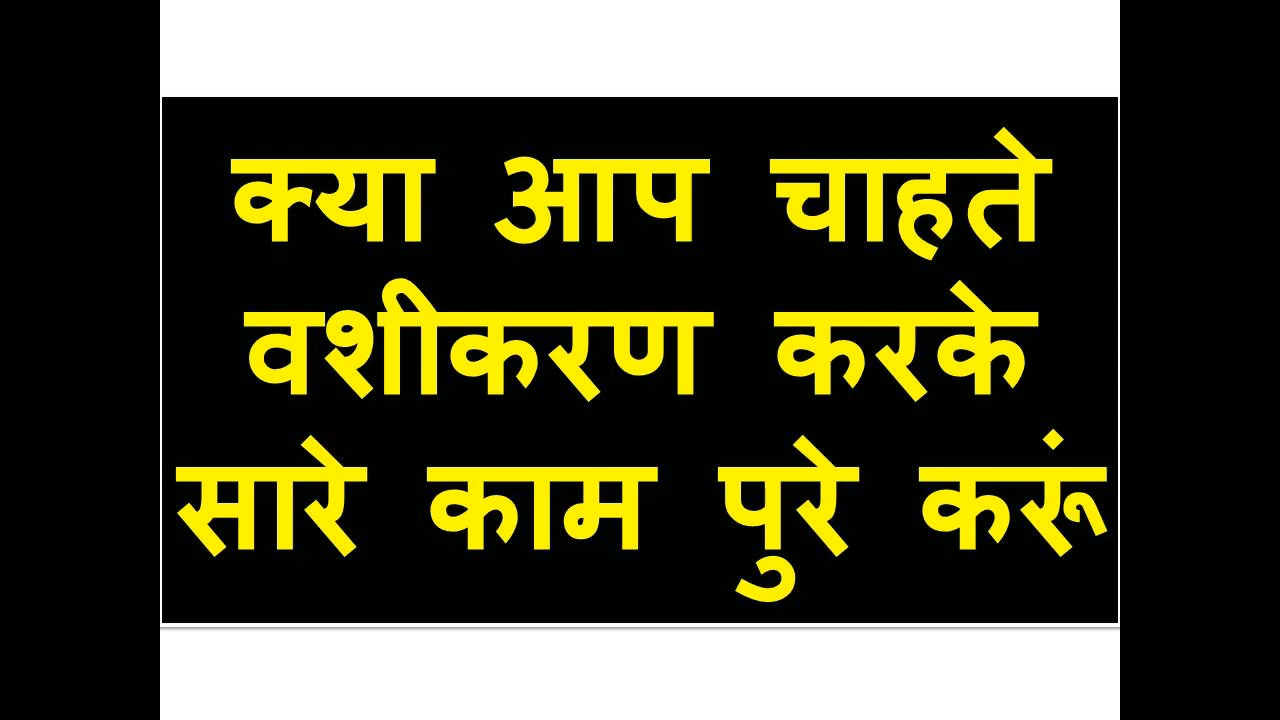 क्या आप चाहते
वशीकरण करके
सारे काम पुरे करूं